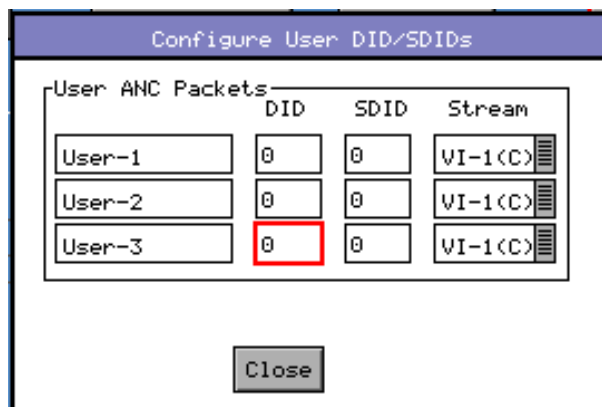 Configure User DID/SDIDs
User ANC Packets
DID SDID Stream
User-1 0 0 VI-1(C)
User-2 0 0 VI-1(C)
User-3 0 0 VI-1(C)
Close